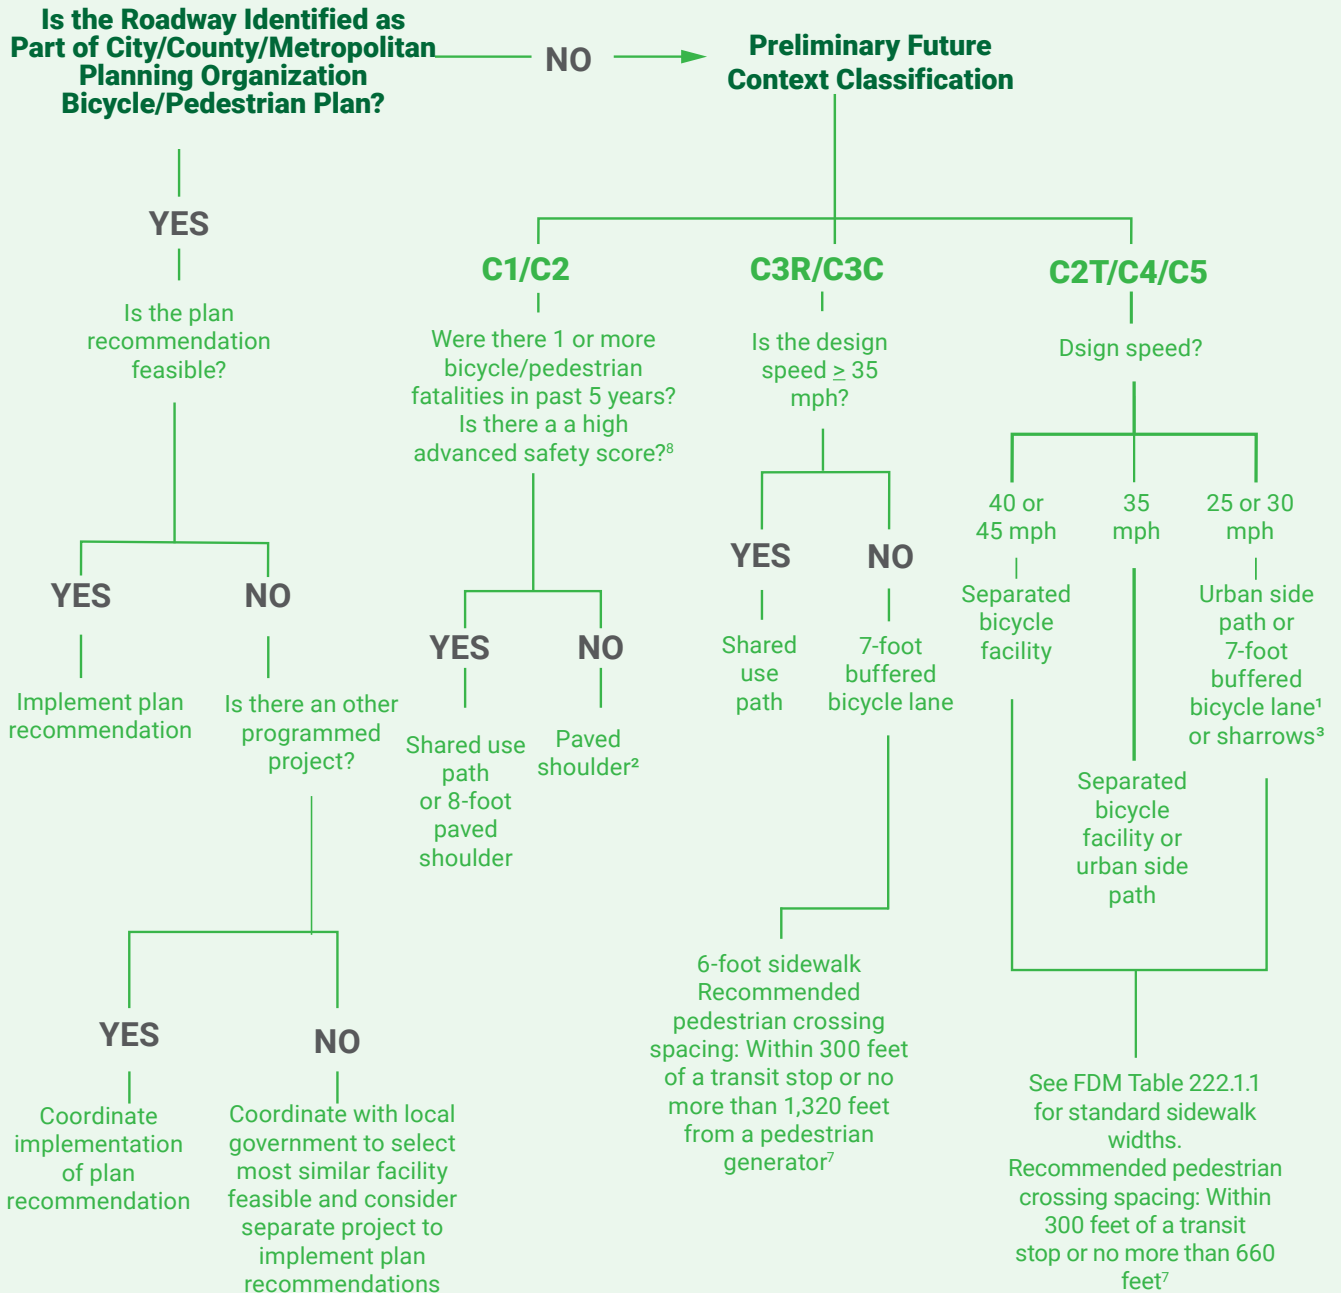 Is the Roadway Identified as
Part of City/County/Metropolitan
Planning Organization
Bicycle/Pedestrian Plan?
NO
Preliminary Future
Context Classification
YES
Is the plan
recommendation
feasible?
YES
NO
Implement plan
recommendation
Is there an other
programmed
project?
YES
NO
Coordinate
implementation
of plan
recommendation
Coordinate with local
government to select
most similar facility
feasible and consider
separate project to
implement plan
recommendations
C1/C2
Were there 1 or more
bicycle/pedestrian
fatalities in past 5 years?
Is there a a high
advanced safety score?⁸
YES
NO
Shared use
path
or 8-foot
paved
shoulder
Paved
shoulder²
C3R/C3C
Is the design
speed ≥ 35
mph?
YES
NO
Shared
use
path
7-foot
buffered
bicycle lane
6-foot sidewalk
Recommended
pedestrian crossing
spacing: Within 300 feet
of a transit stop or no
more than 1,320 feet
from a pedestrian
generator⁷
C2T/C4/C5
Dsign speed?
40 or
45 mph
35
mph
25 or 30
mph
Separated
bicycle
facility
Separated
bicycle
facility or
urban side
path
Urban side
path or
7-foot
buffered
bicycle lane¹
or sharrows³
See FDM Table 222.1.1
for standard sidewalk
widths.
Recommended pedestrian
crossing spacing: Within
300 feet of a transit
stop or no more than 660
feet⁷